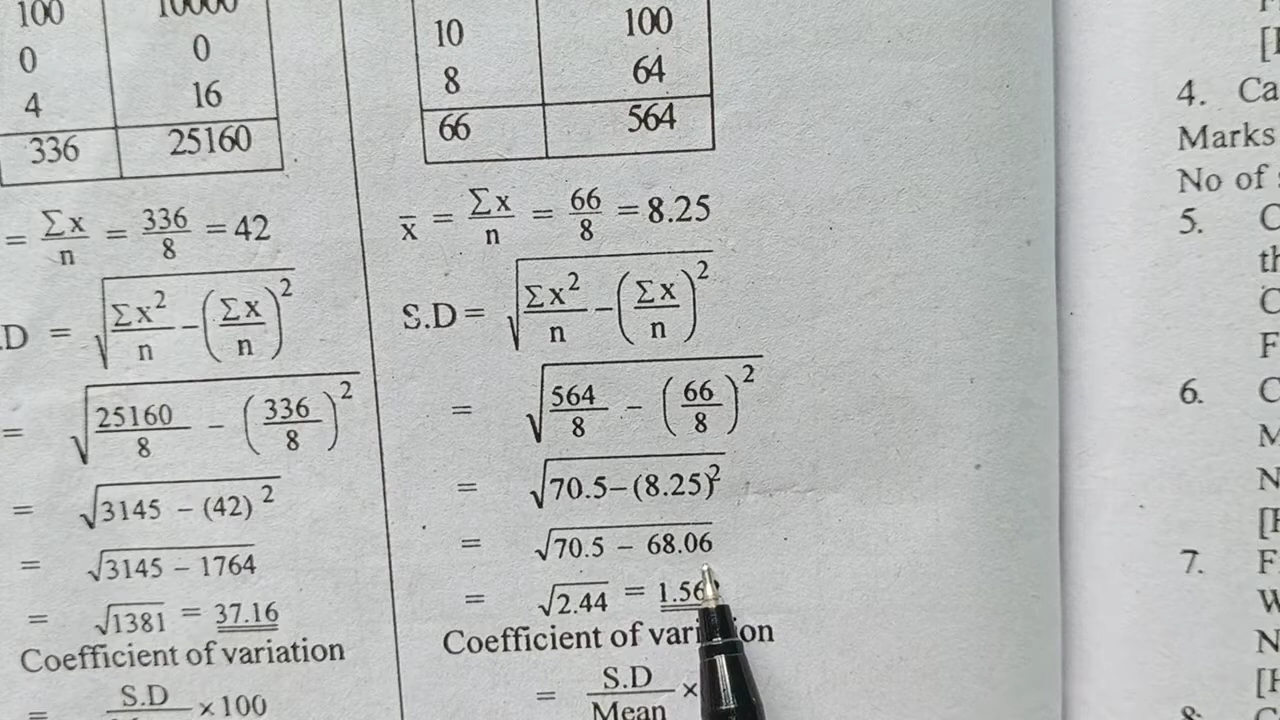 100 10000
0 0
4 16
336 25160
= Σx/n = 336/8 = 42
.D = √(Σx²/n − (Σx/n)²)
= √(25160/8 − (336/8)²)
= √(3145 − (42)²)
= √(3145 − 1764)
= √1381 = 37.16
Coefficient of variation
= S.D × 100
10 100
8 64
66 564
x̄ = Σx/n = 66/8 = 8.25
S.D = √(Σx²/n − (Σx/n)²)
= √(564/8 − (66/8)²)
= √(70.5 − (8.25)²)
= √(70.5 − 68.06)
= √2.44 = 1.56
Coefficient of variation
= S.D/Mean ×
4. Ca
Marks
No of
5. C
th
C
F
6. C
M
N
[H
7. F
W
N
[H
8. C